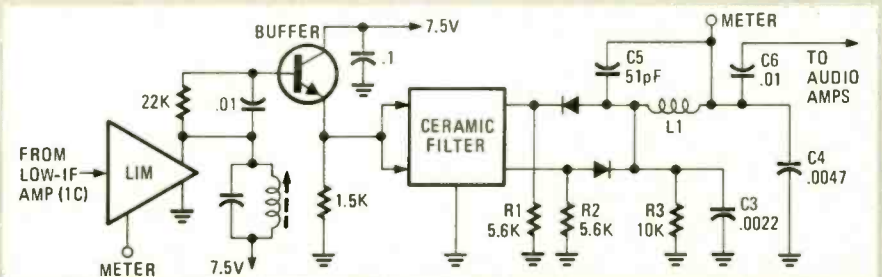 METER
BUFFER
7.5V
.1
C5
51pF
C6
.01
TO
AUDIO
AMPS
22K
.01
L1
CERAMIC
FILTER
FROM
LOW-IF
AMP (1C)
LIM
C4
.0047
1.5K
R1
5.6K
R2
5.6K
R3
10K
C3
.0022
METER
7.5V